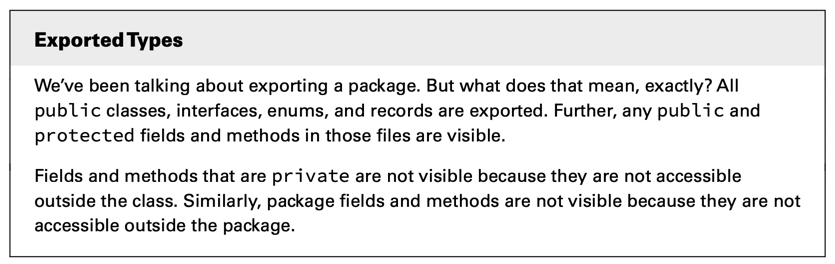 Exported Types
We’ve been talking about exporting a package. But what does that mean, exactly? All
public classes, interfaces, enums, and records are exported. Further, any public and
protected fields and methods in those files are visible.
Fields and methods that are private are not visible because they are not accessible
outside the class. Similarly, package fields and methods are not visible because they are not
accessible outside the package.